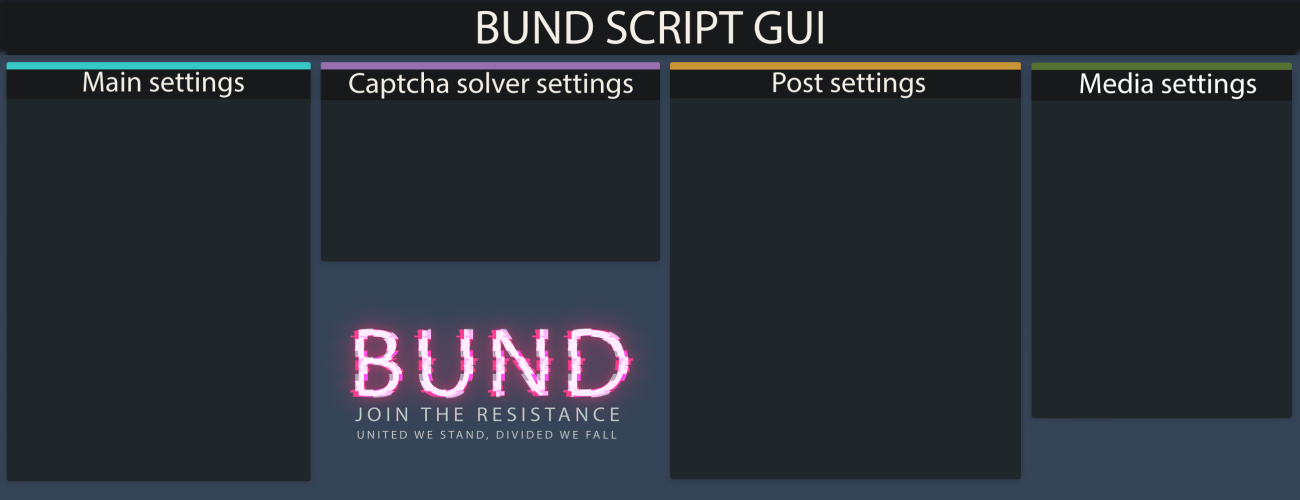 BUND SCRIPT GUI
Main settings
Captcha solver settings
Post settings
Media settings
BUND
JOIN THE RESISTANCE
UNITED WE STAND, DIVIDED WE FALL